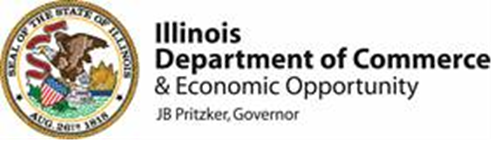 SEAL OF THE STATE OF ILLINOIS
AUG. 26TH 1818
Illinois
Department of Commerce
& Economic Opportunity
JB Pritzker, Governor